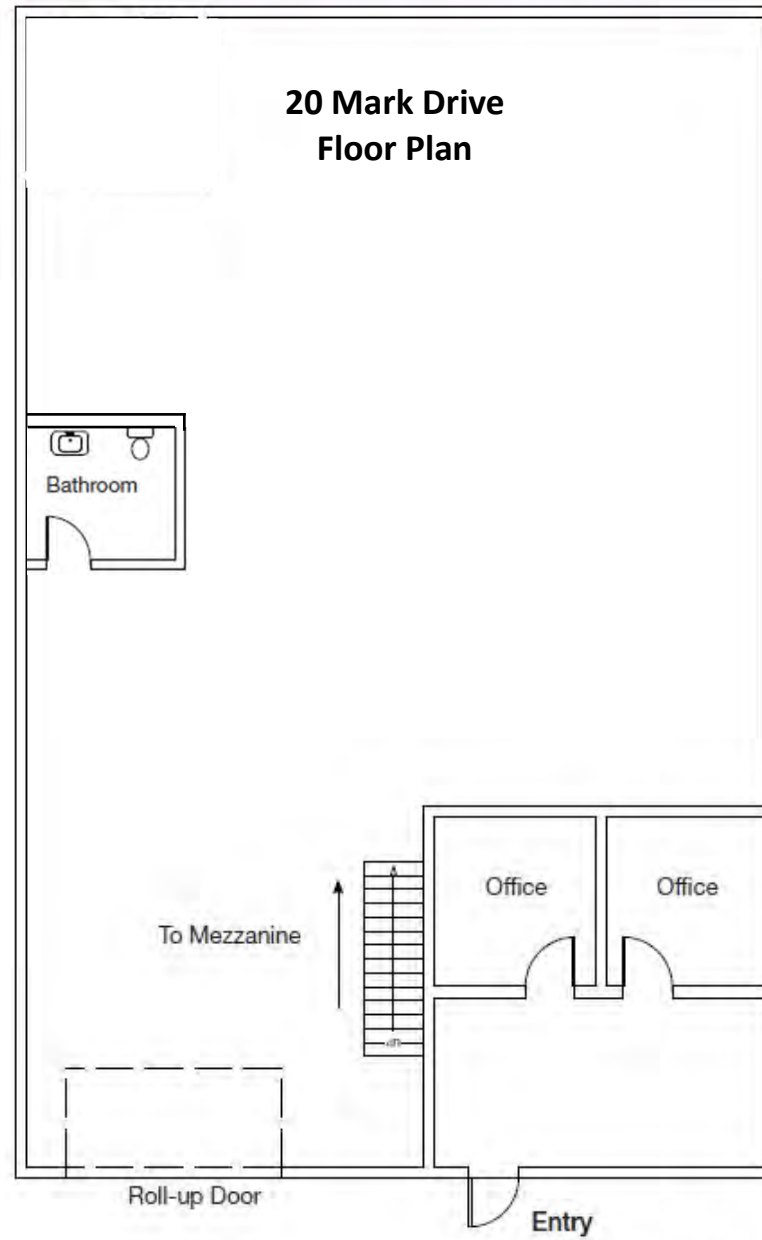 20 Mark Drive
Floor Plan
Bathroom
Office
Office
To Mezzanine
Roll-up Door
Entry